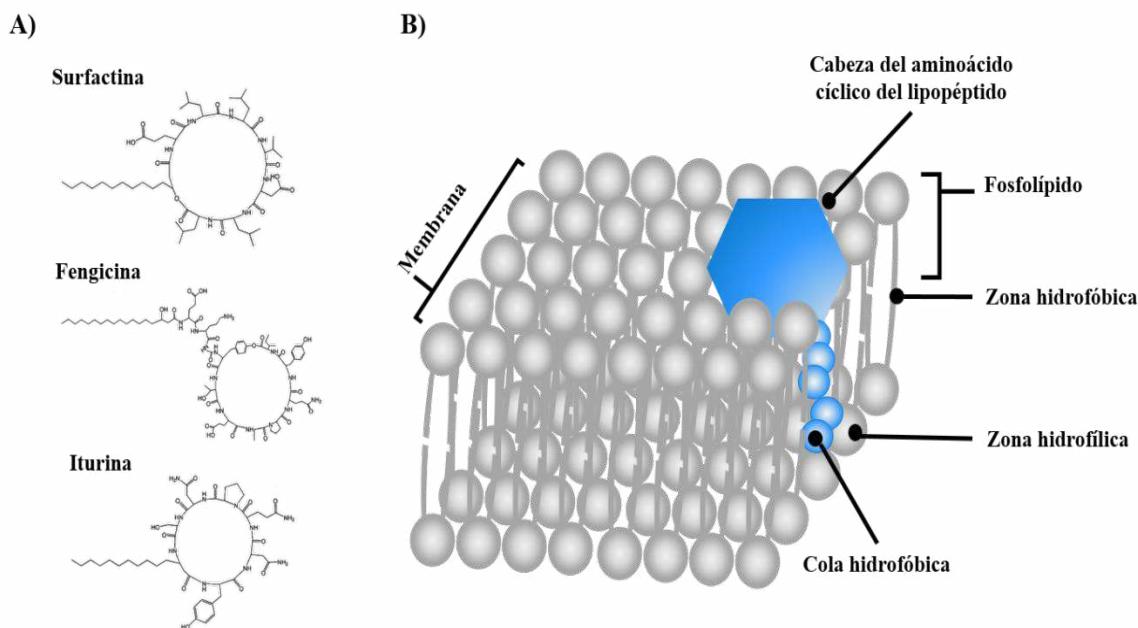 A)
Surfactina
Fengicina
Iturina
B)
Cabeza del aminoácido
cíclico del lipopéptido
Membrana
Fosfolípido
Zona hidrofóbica
Zona hidrofílica
Cola hidrofóbica